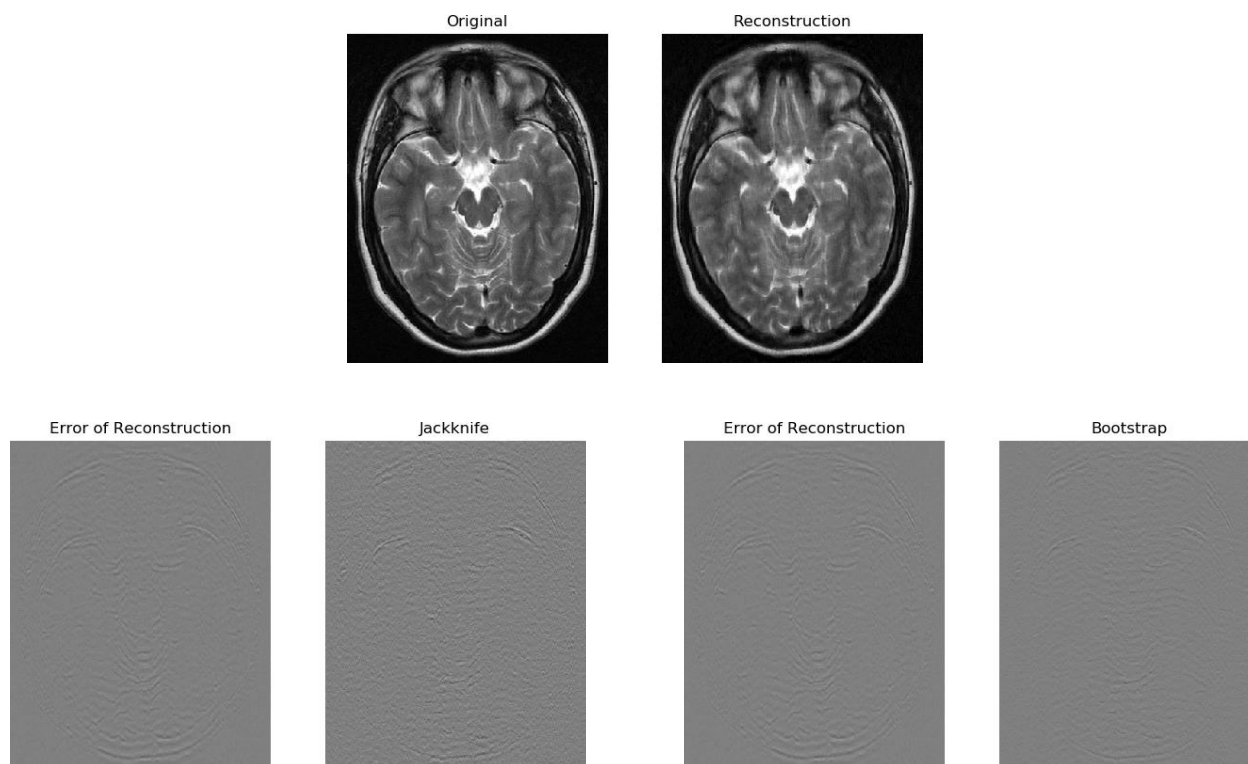 Original
Reconstruction
Error of Reconstruction
Jackknife
Error of Reconstruction
Bootstrap